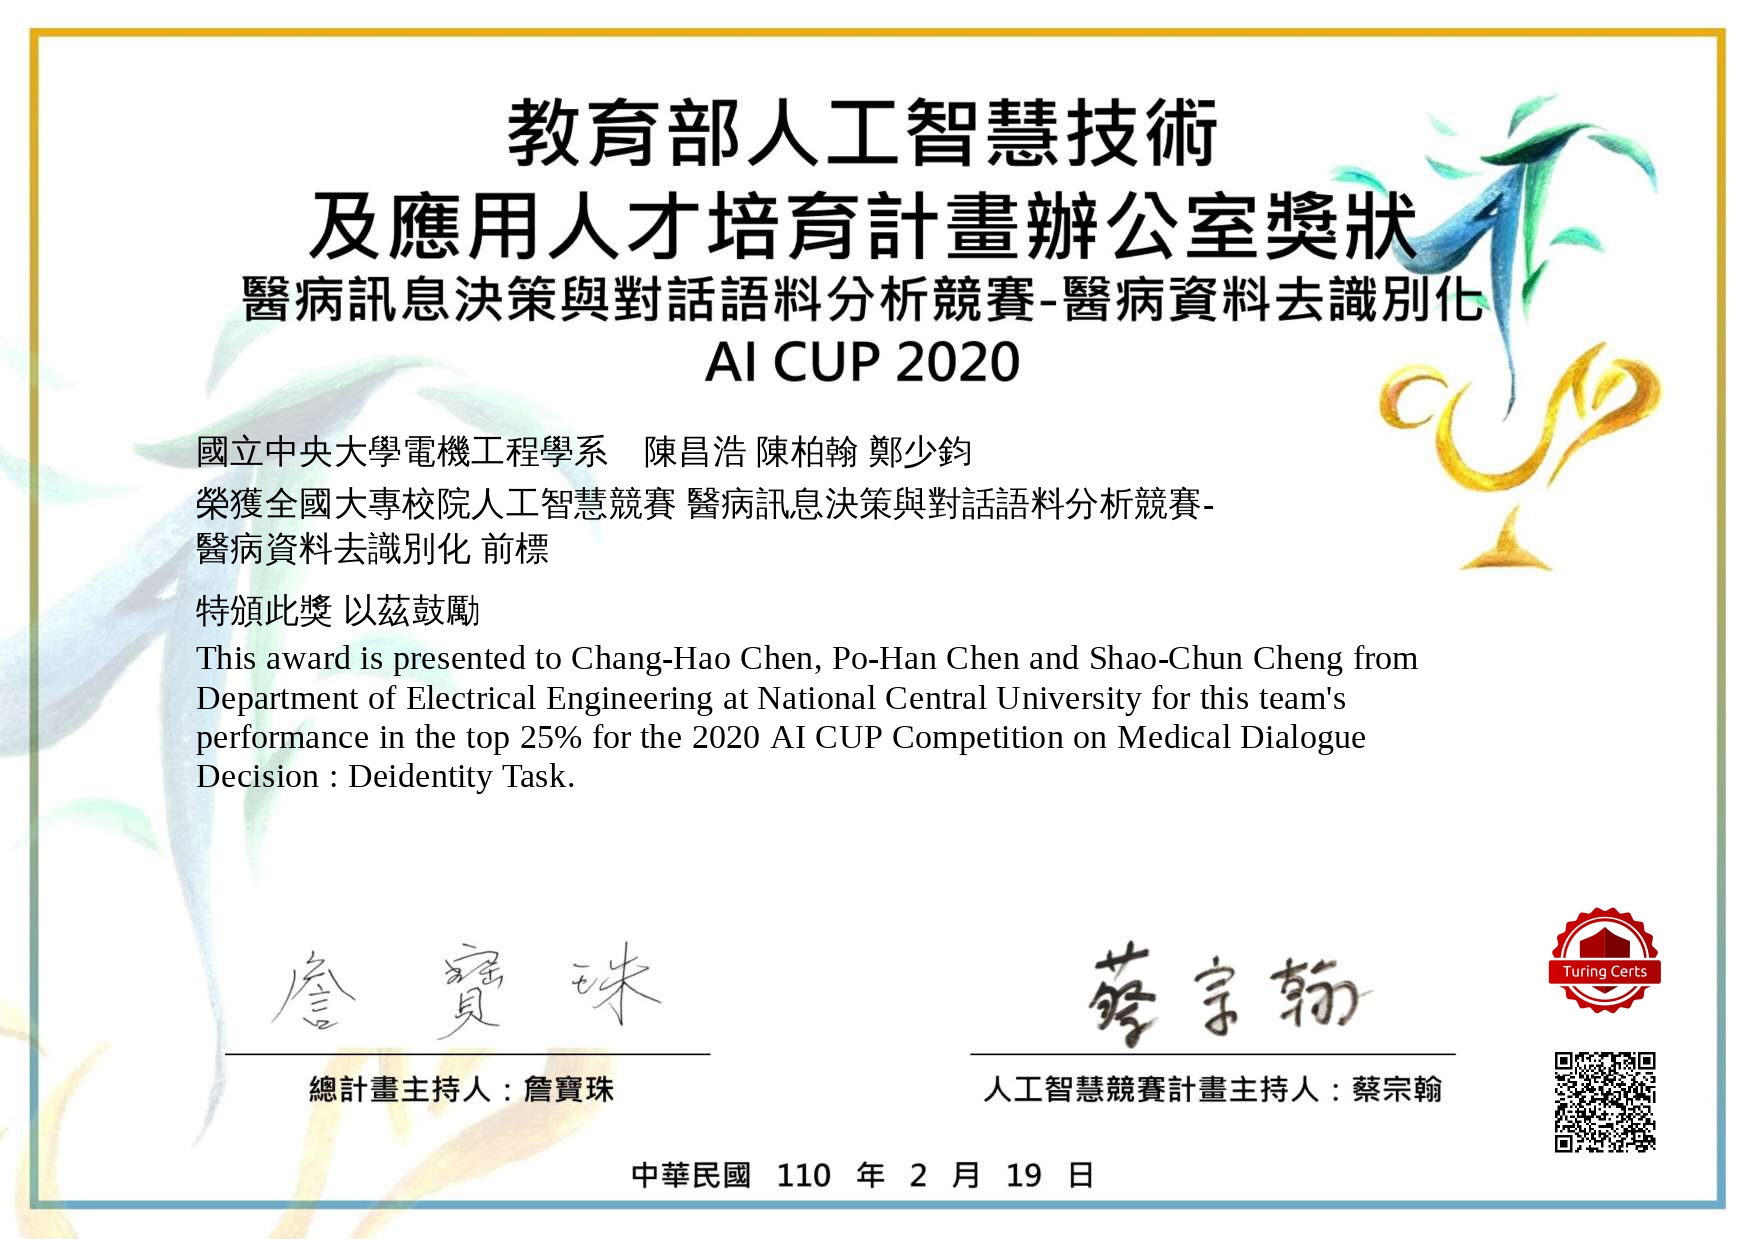 教育部人工智慧技術
及應用人才培育計畫辦公室獎狀
醫病訊息決策與對話語料分析競賽-醫病資料去識別化
AI CUP 2020
國立中央大學電機工程學系　陳昌浩 陳柏翰 鄭少鈞
榮獲全國大專校院人工智慧競賽 醫病訊息決策與對話語料分析競賽-
醫病資料去識別化 前標
特頒此獎 以茲鼓勵
This award is presented to Chang-Hao Chen, Po-Han Chen and Shao-Chun Cheng from
Department of Electrical Engineering at National Central University for this team's
performance in the top 25% for the 2020 AI CUP Competition on Medical Dialogue
Decision : Deidentity Task.
詹寶珠
蔡宗翰
Turing Certs
總計畫主持人：詹寶珠
人工智慧競賽計畫主持人：蔡宗翰
中華民國 110 年 2 月 19 日